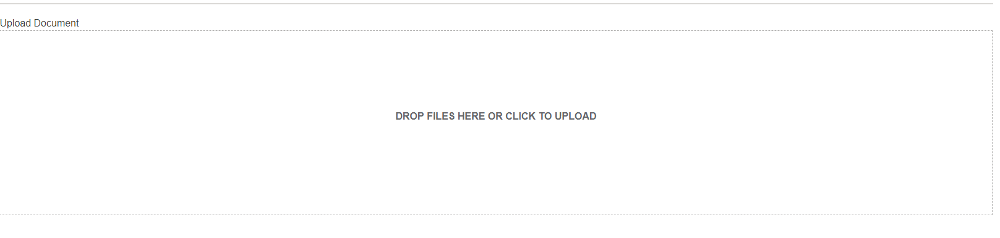 Upload Document
DROP FILES HERE OR CLICK TO UPLOAD